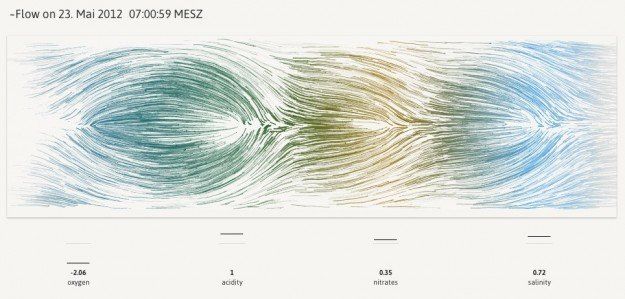 ~Flow on 23. Mai 2012 07:00:59 MESZ
-2.06 1 0.35 0.72
oxygen acidity nitrates salinity